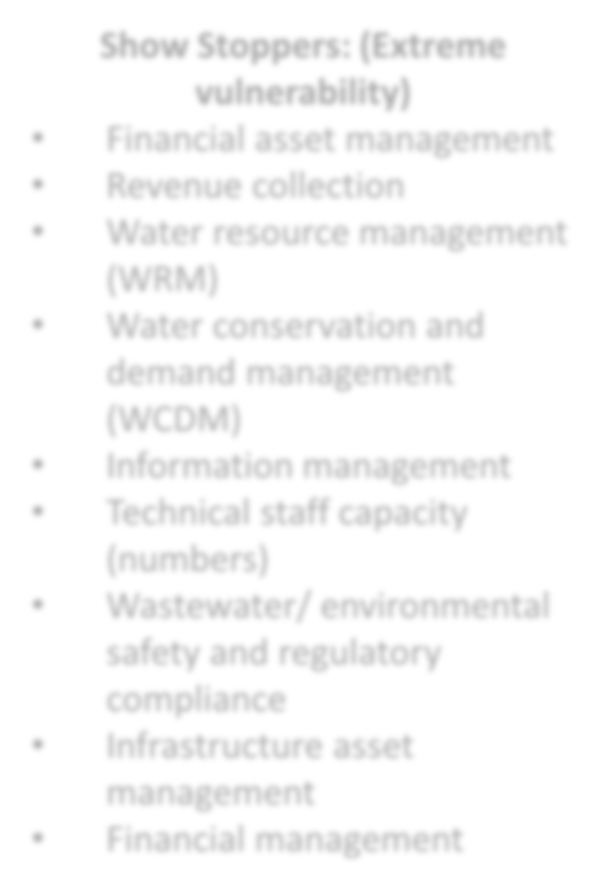 Show Stoppers: (Extreme
vulnerability)
• Financial asset management
• Revenue collection
• Water resource management
(WRM)
• Water conservation and
demand management
(WCDM)
• Information management
• Technical staff capacity
(numbers)
• Wastewater/ environmental
safety and regulatory
compliance
• Infrastructure asset
management
• Financial management